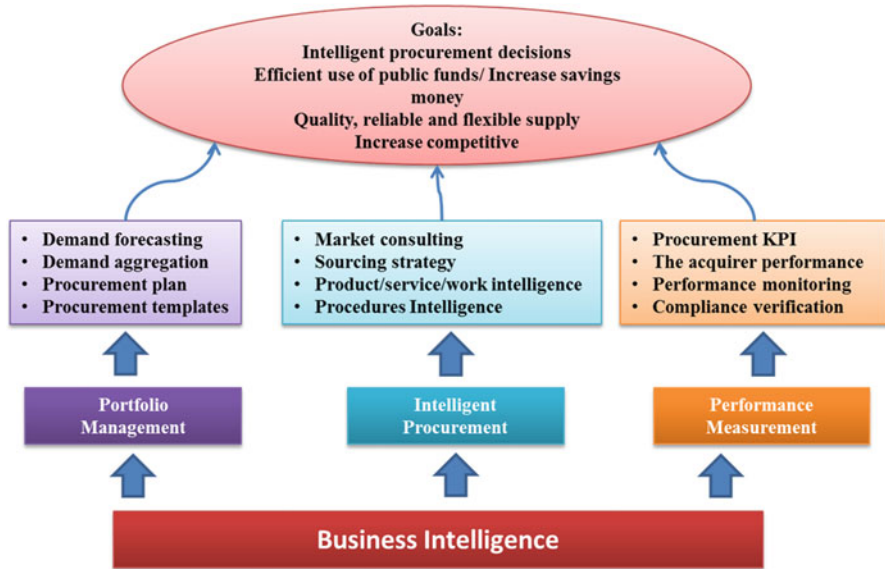 Goals:
Intelligent procurement decisions
Efficient use of public funds/ Increase savings
money
Quality, reliable and flexible supply
Increase competitive
• Demand forecasting
• Demand aggregation
• Procurement plan
• Procurement templates
• Market consulting
• Sourcing strategy
• Product/service/work intelligence
• Procedures Intelligence
• Procurement KPI
• The acquirer performance
• Performance monitoring
• Compliance verification
Portfolio
Management
Intelligent
Procurement
Performance
Measurement
Business Intelligence